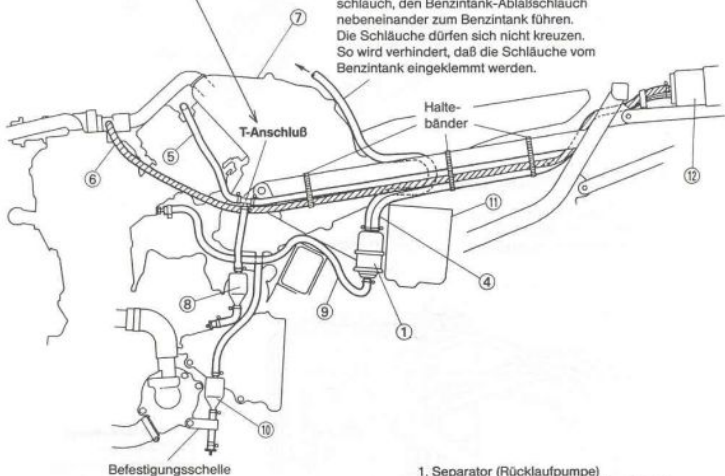 schlauch, den Benzintank-Ablaßschlauch
nebeneinander zum Benzintank führen.
Die Schläuche dürfen sich nicht kreuzen.
So wird verhindert, daß die Schläuche vom
Benzintank eingeklemmt werden.
⑦
T-Anschluß
Halte-
bänder
⑤
⑥
⑫
⑪
⑧
⑨
④
①
⑩
Befestigungsschelle
1. Separator (Rücklaufpumpe)